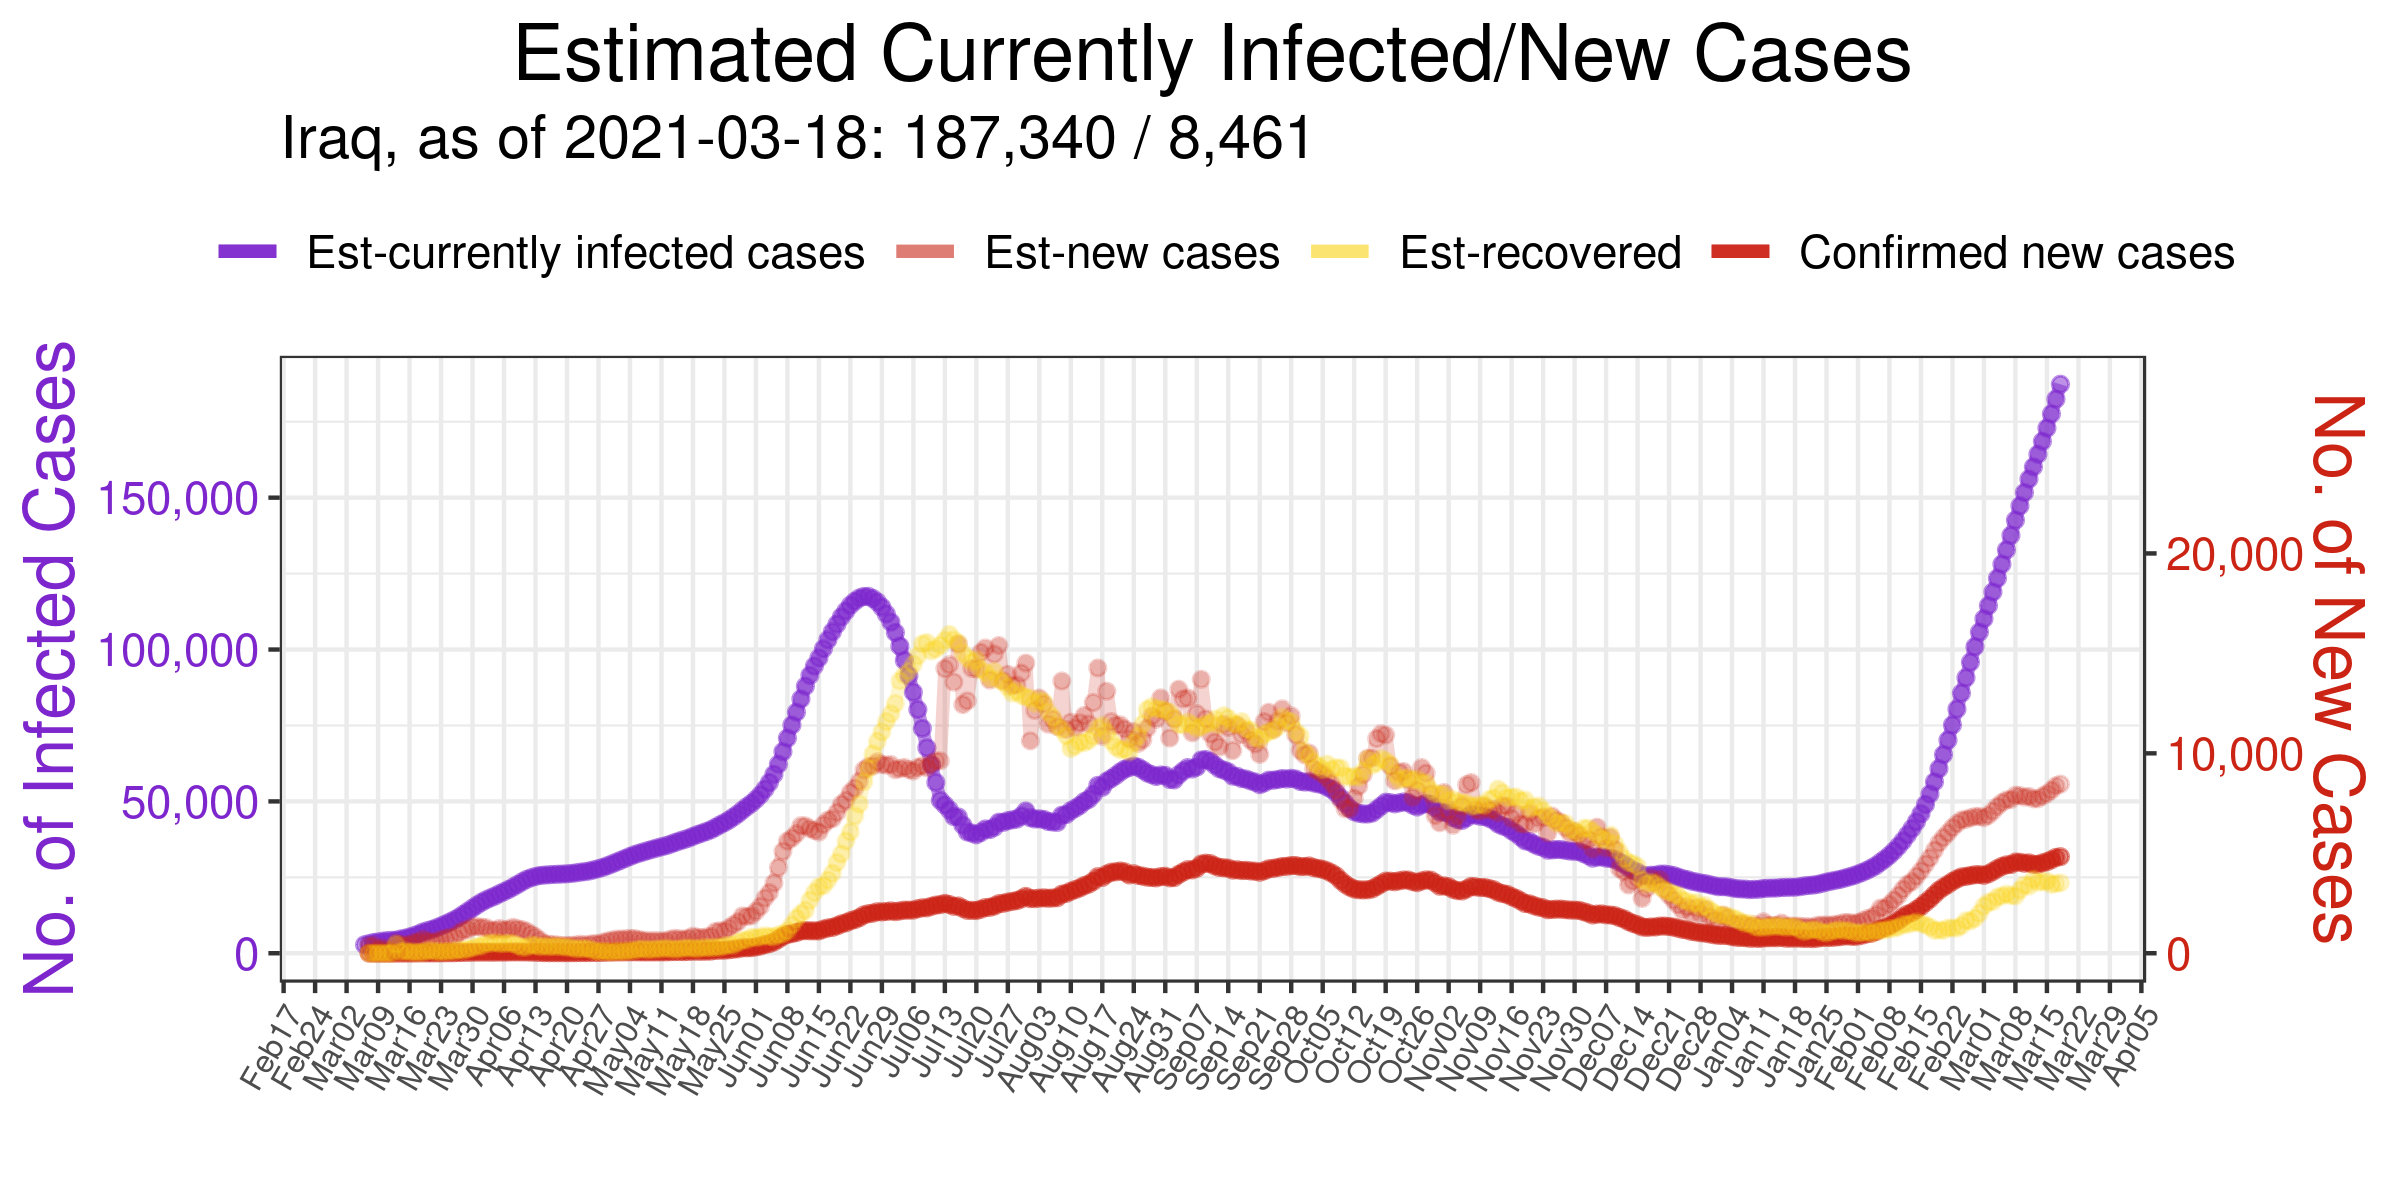 Estimated Currently Infected/New Cases
Iraq, as of 2021-03-18: 187,340 / 8,461
Est-currently infected cases Est-new cases Est-recovered Confirmed new cases
No. of Infected Cases
150,000
100,000
50,000
0
20,000
10,000
0
No. of New Cases
Feb17 Feb24 Mar02 Mar09 Mar16 Mar23 Mar30 Apr06 Apr13 Apr20 Apr27 May04 May11 May18 May25 Jun01 Jun08 Jun15 Jun22 Jun29 Jul06 Jul13 Jul20 Jul27 Aug03 Aug10 Aug17 Aug24 Aug31 Sep07 Sep14 Sep21 Sep28 Oct05 Oct12 Oct19 Oct26 Nov02 Nov09 Nov16 Nov23 Nov30 Dec07 Dec14 Dec21 Dec28 Dec04 Jan11 Jan18 Jan25 Feb01 Feb08 Feb15 Feb22 Mar01 Mar08 Mar15 Mar22 Mar29 Apr05